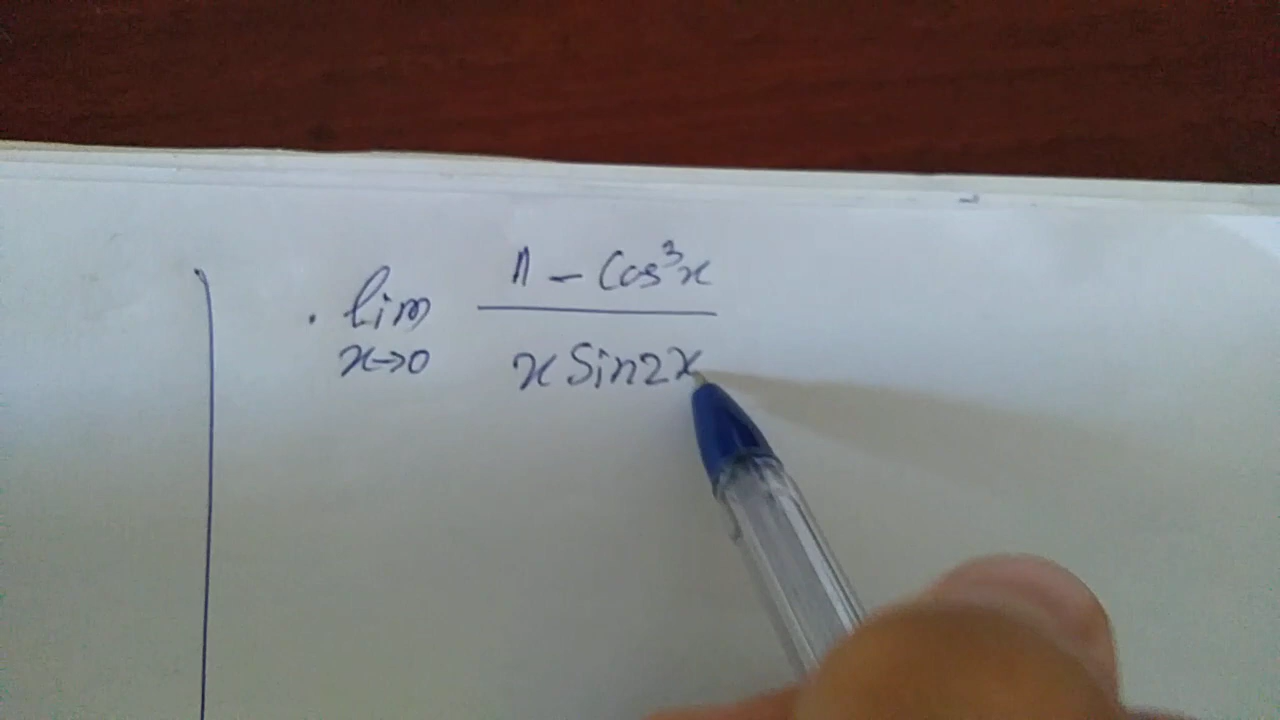 . lim 1 - Cos³x
x→0 x Sin2x